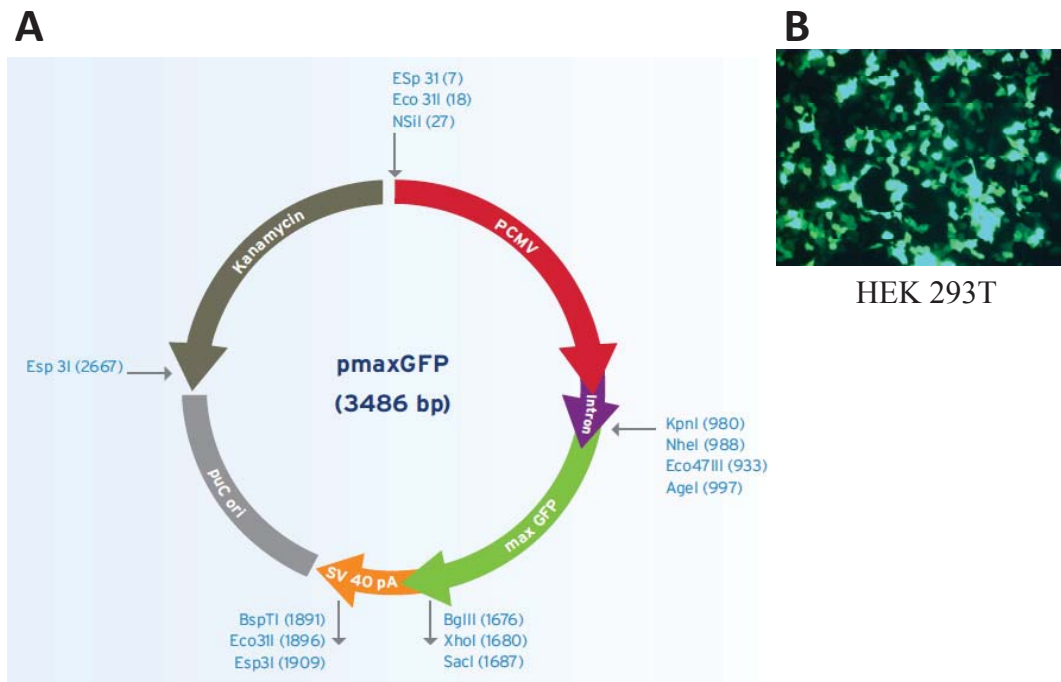 A
B
ESp 31 (7)
Eco 31I (18)
NSiI (27)
Kanamycin
PCMV
HEK 293T
Esp 3I (2667)
pmaxGFP
(3486 bp)
Intron
KpnI (980)
NheI (988)
Eco47III (933)
AgeI (997)
puC ori
max GFP
SV 40 pA
BspTI (1891)
Eco31I (1896)
Esp3I (1909)
BglII (1676)
XhoI (1680)
SacI (1687)